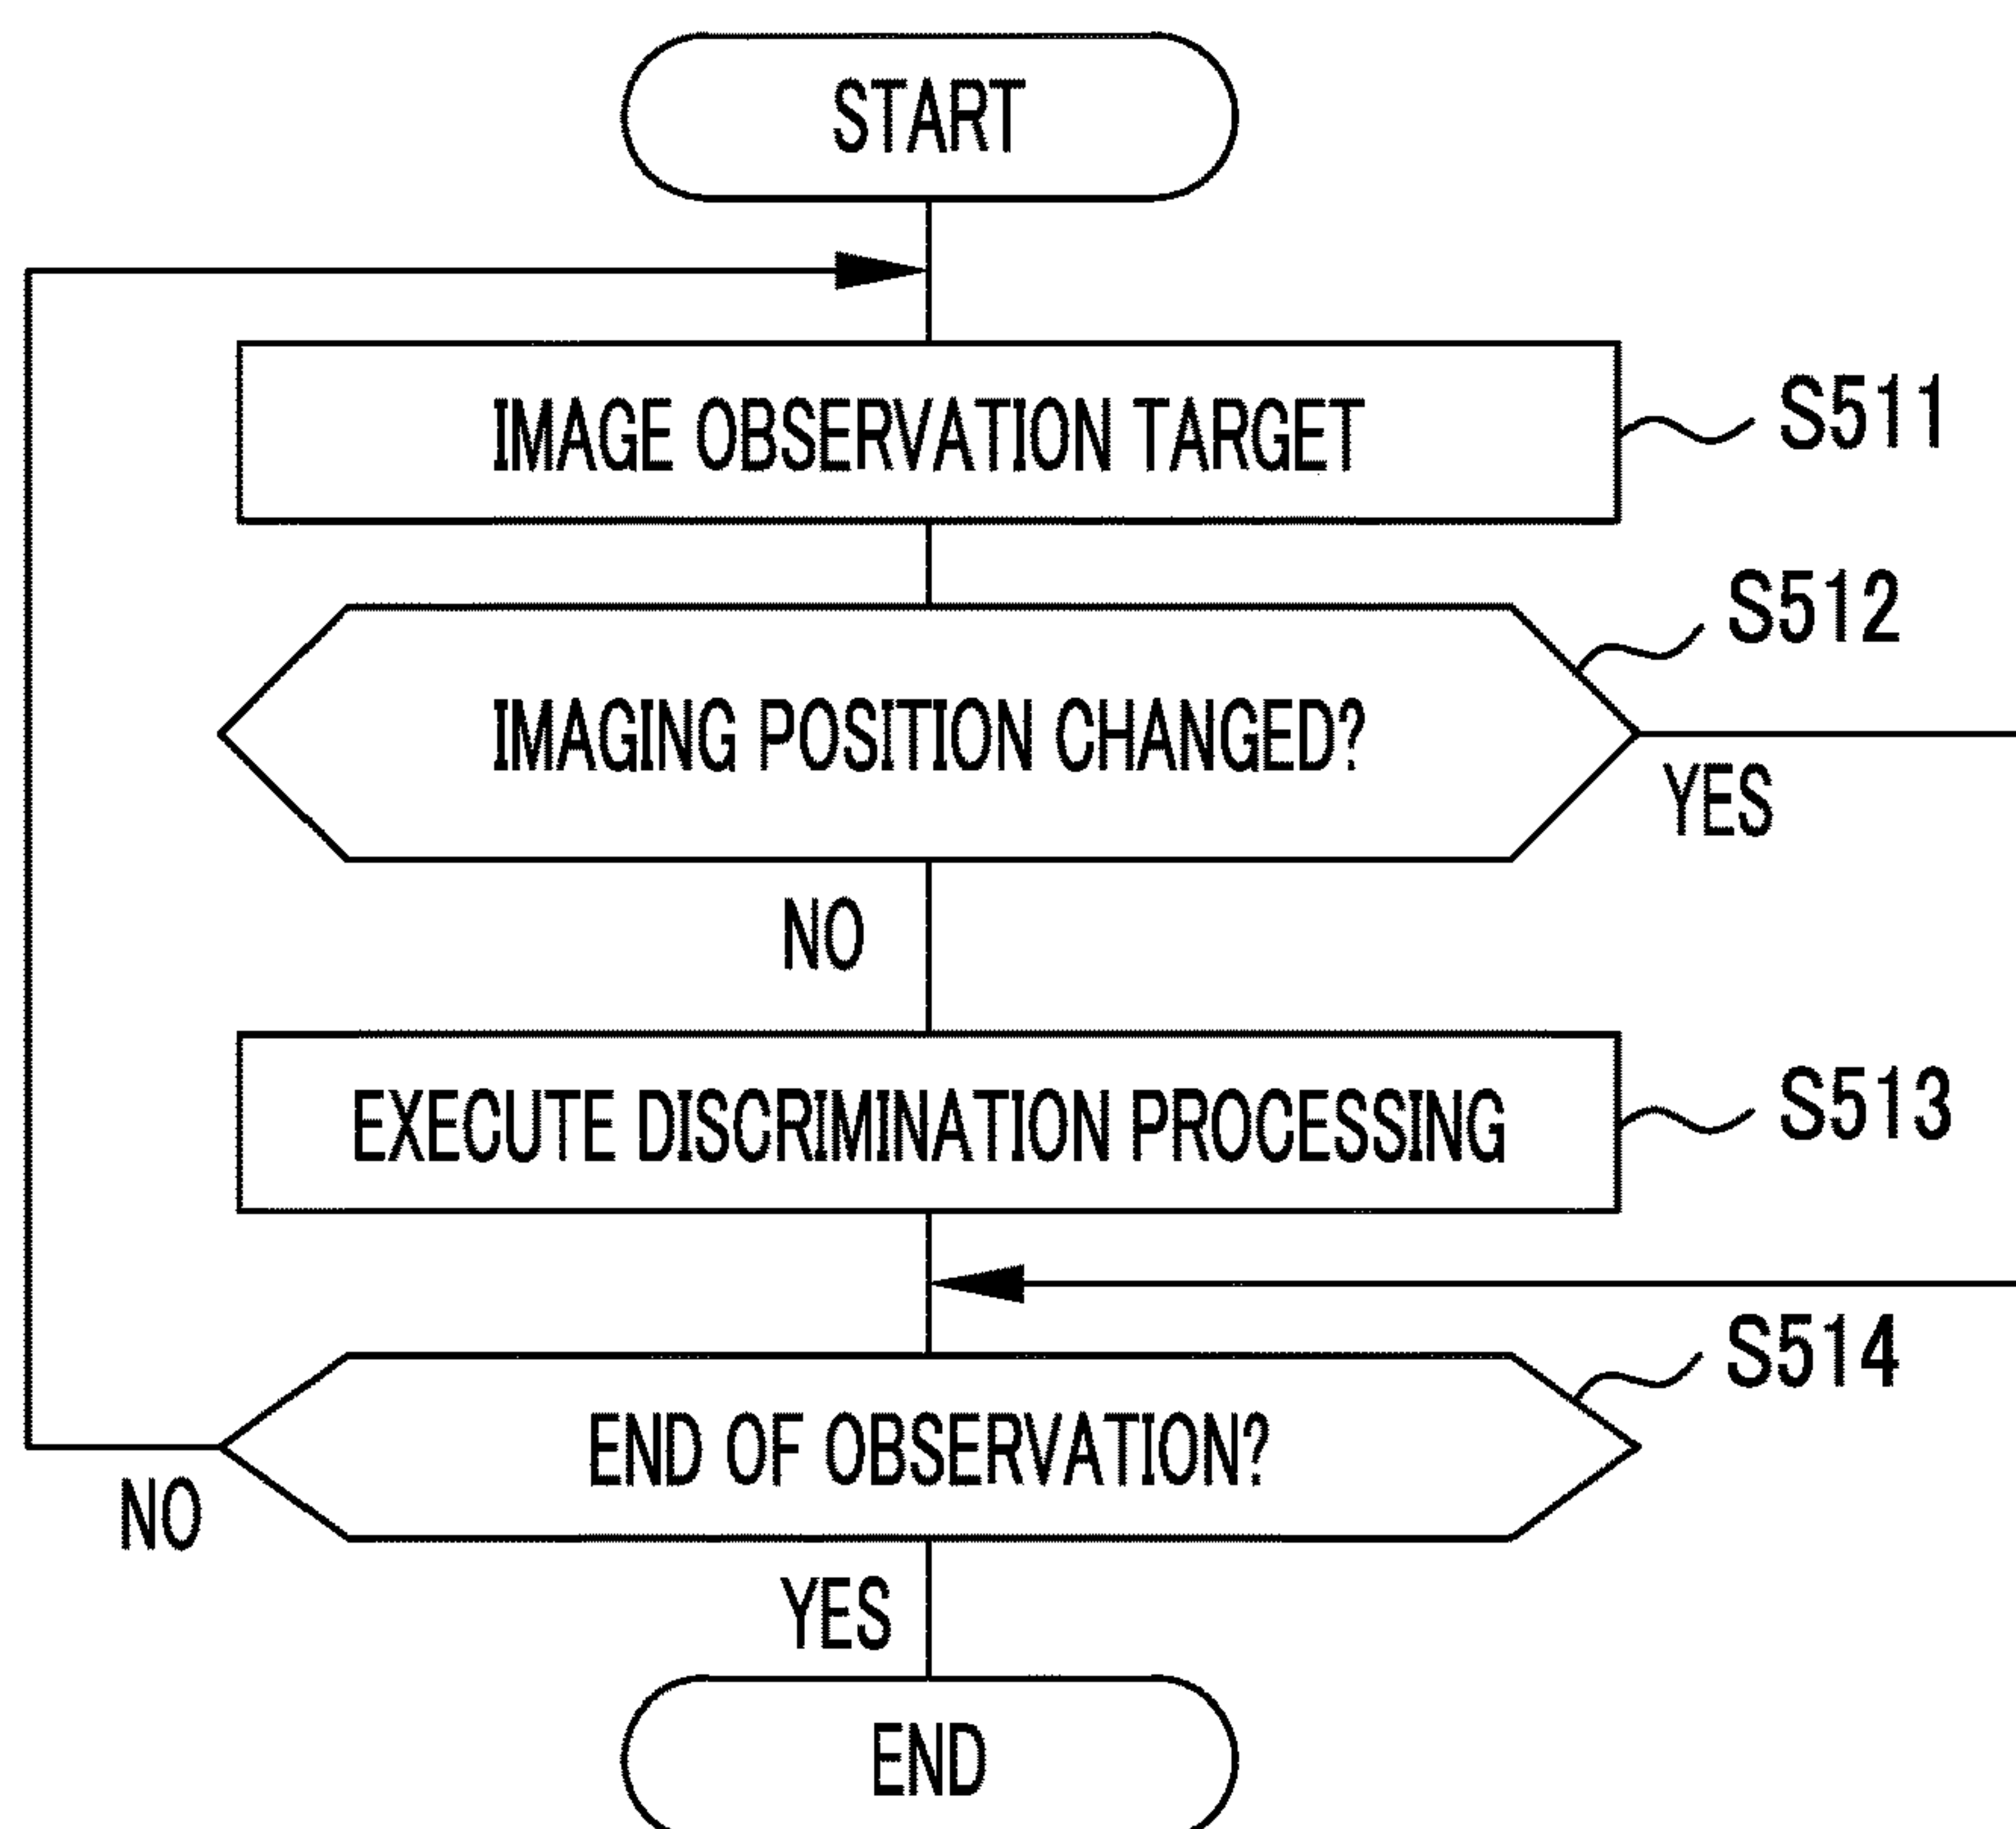 START
IMAGE OBSERVATION TARGET
S511
S512
IMAGING POSITION CHANGED?
YES
NO
EXECUTE DISCRIMINATION PROCESSING
S513
S514
END OF OBSERVATION?
NO
YES
END